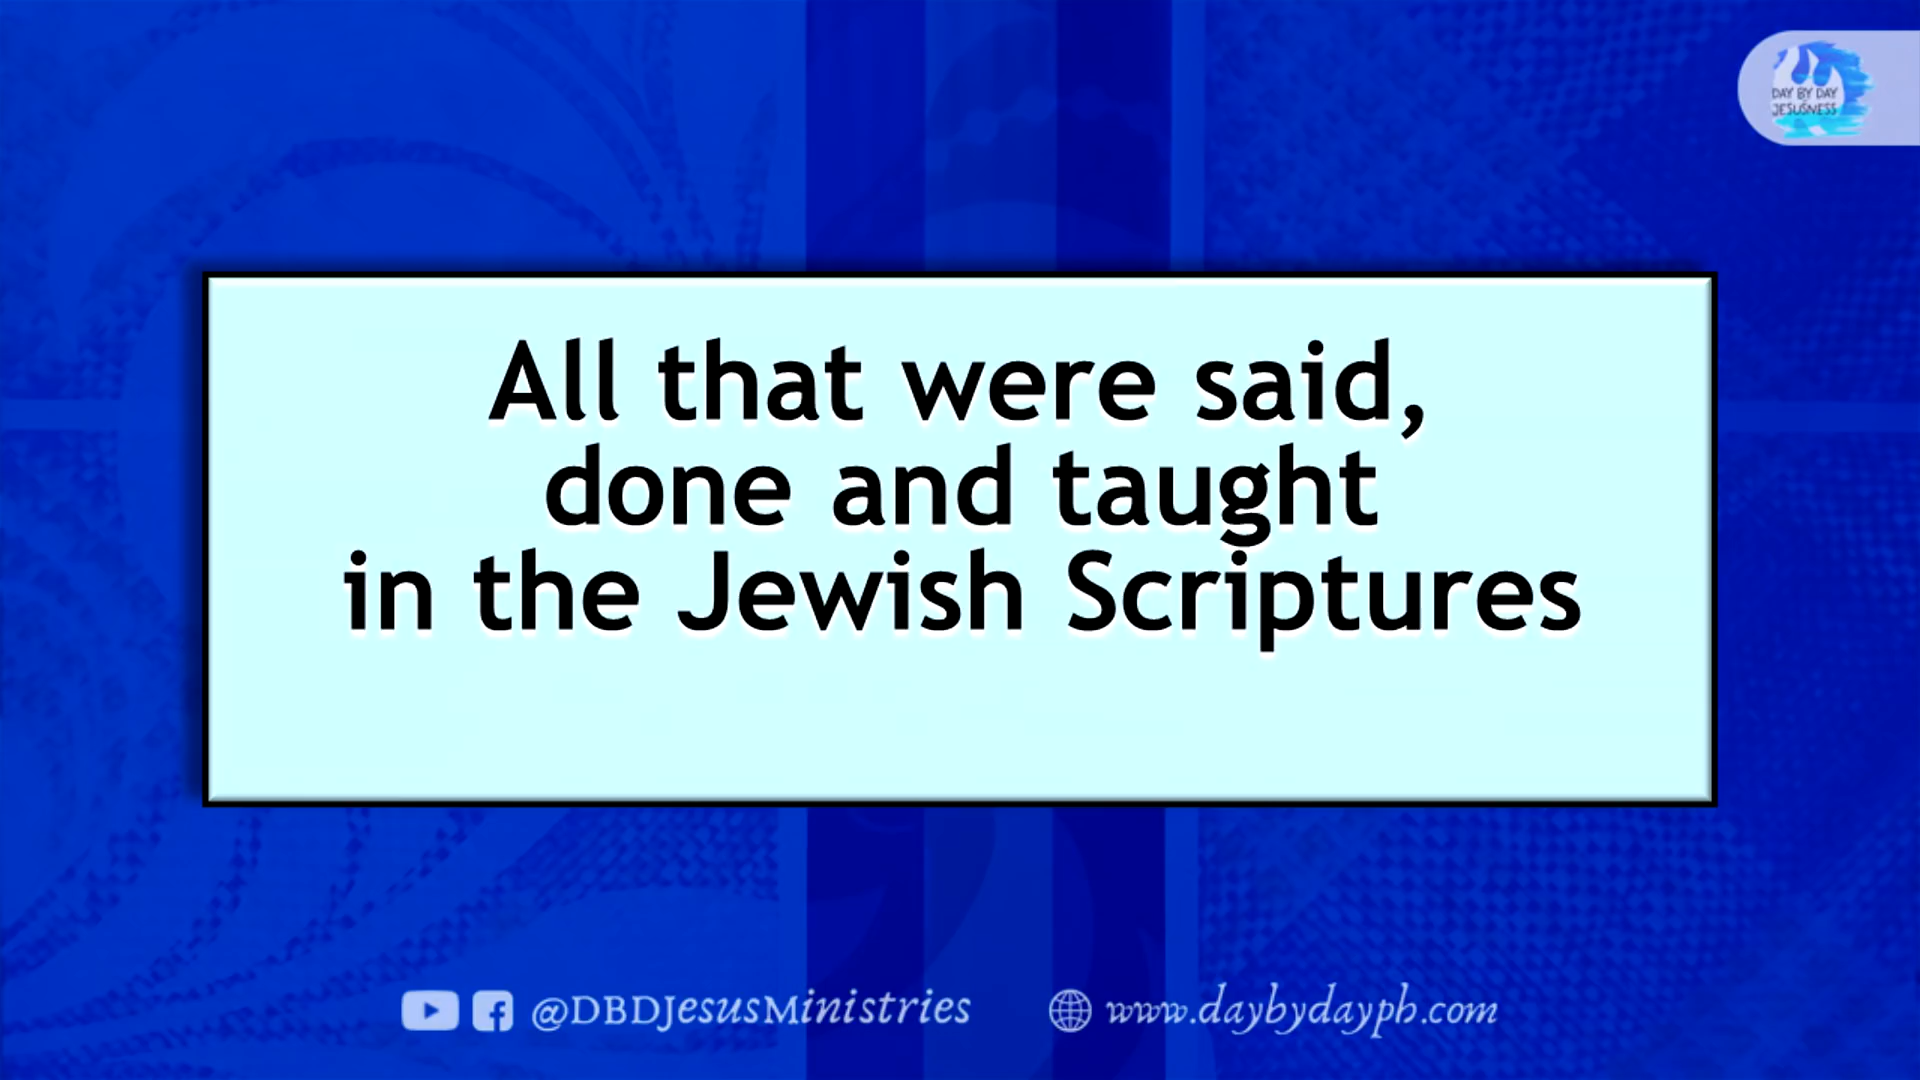 DAY BY DAY
JESUSNESS
All that were said,
done and taught
in the Jewish Scriptures
@DBDJesusMinistries
www.daybydayph.com